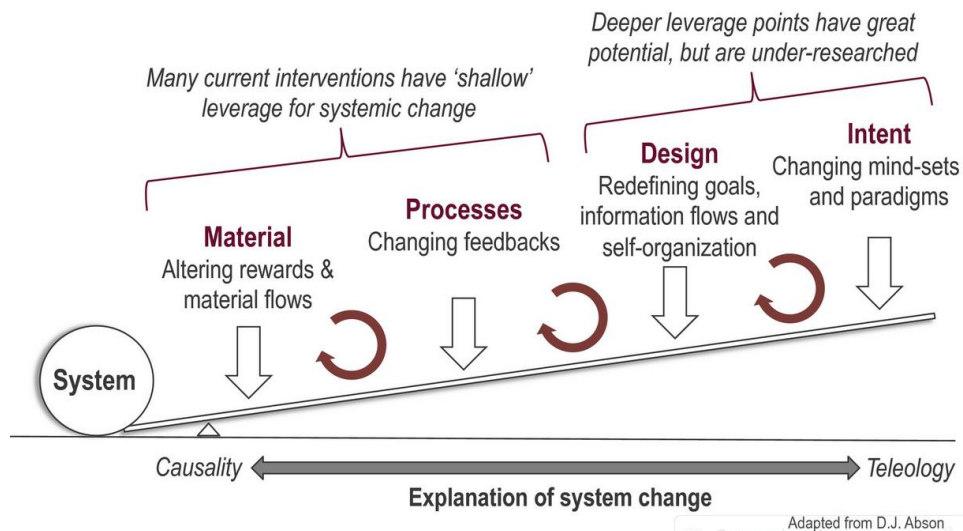 Deeper leverage points have great
potential, but are under-researched
Many current interventions have ‘shallow’
leverage for systemic change
Material
Altering rewards &
material flows
Processes
Changing feedbacks
Design
Redefining goals,
information flows and
self-organization
Intent
Changing mind-sets
and paradigms
System
Causality
Teleology
Explanation of system change
Adapted from D.J. Abson